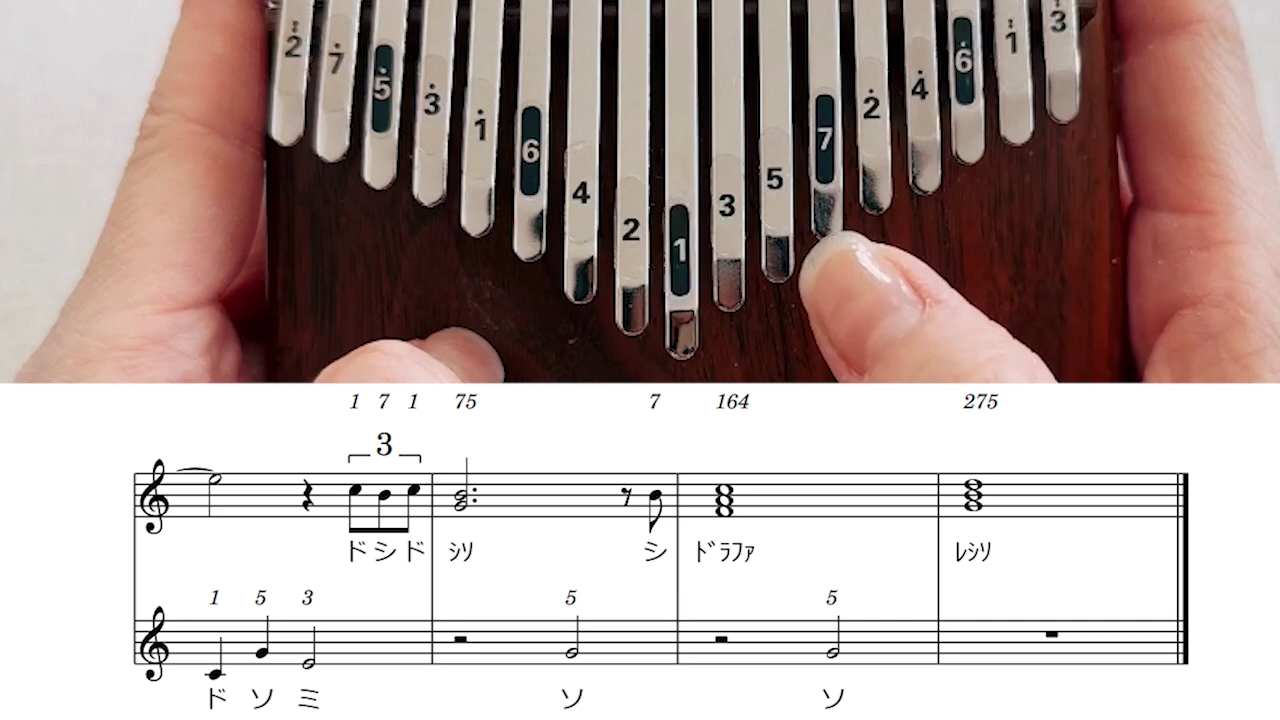 2̈ 7̇ 5̇ 3̇ 1̇ 6 4 2 1 3 5 7 2̇ 4̇ 6̇ 1̈ 3̈
1 7 1 75 7 164 275
3
ドシド ｼｿ シ ﾄﾞﾗﾌｧ ﾚｼｿ
1 5 3 5 5
ド ソ ミ ソ ソ